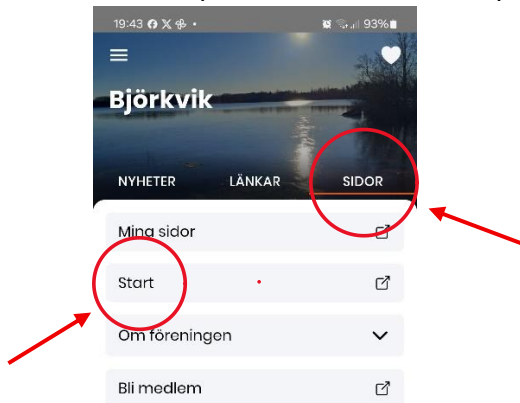 19:43
93%
Björkvik
NYHETER LÄNKAR SIDOR
Mina sidor
Start
Om föreningen
Bli medlem